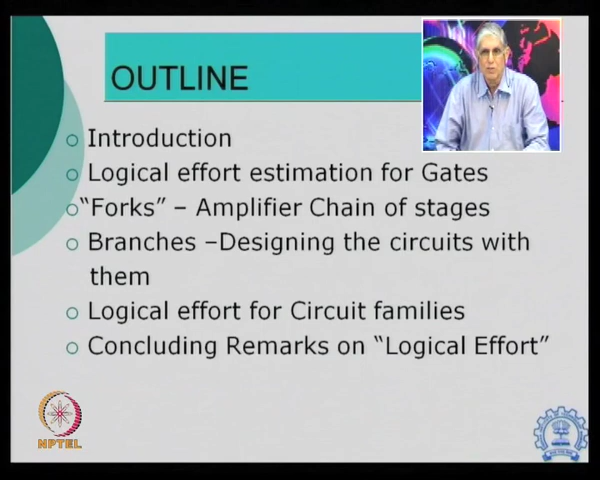 OUTLINE
Introduction
Logical effort estimation for Gates
“Forks” – Amplifier Chain of stages
Branches –Designing the circuits with
them
Logical effort for Circuit families
Concluding Remarks on “Logical Effort”
NPTEL